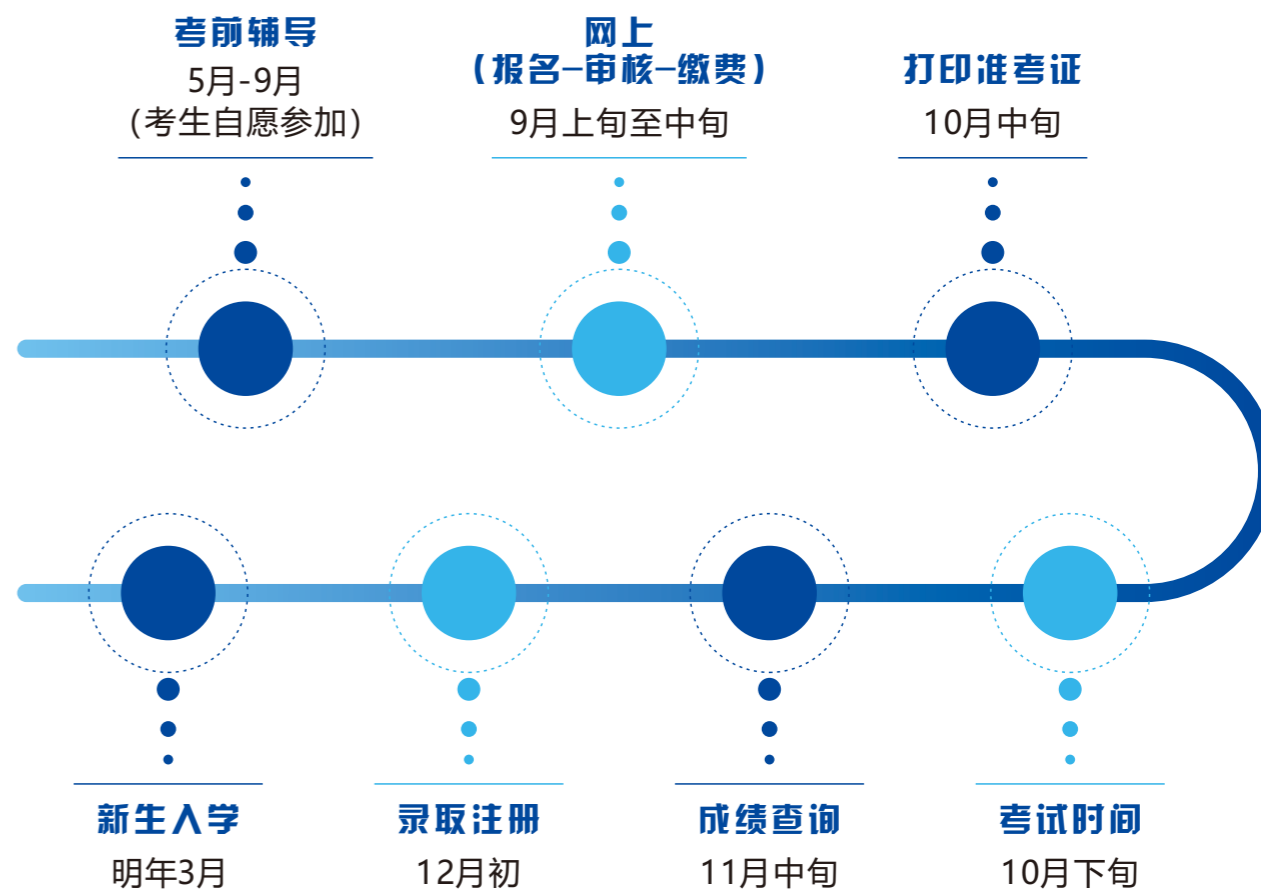 考前辅导
5月-9月
（考生自愿参加）
网上
（报名-审核-缴费）
9月上旬至中旬
打印准考证
10月中旬
新生入学
明年3月
录取注册
12月初
成绩查询
11月中旬
考试时间
10月下旬